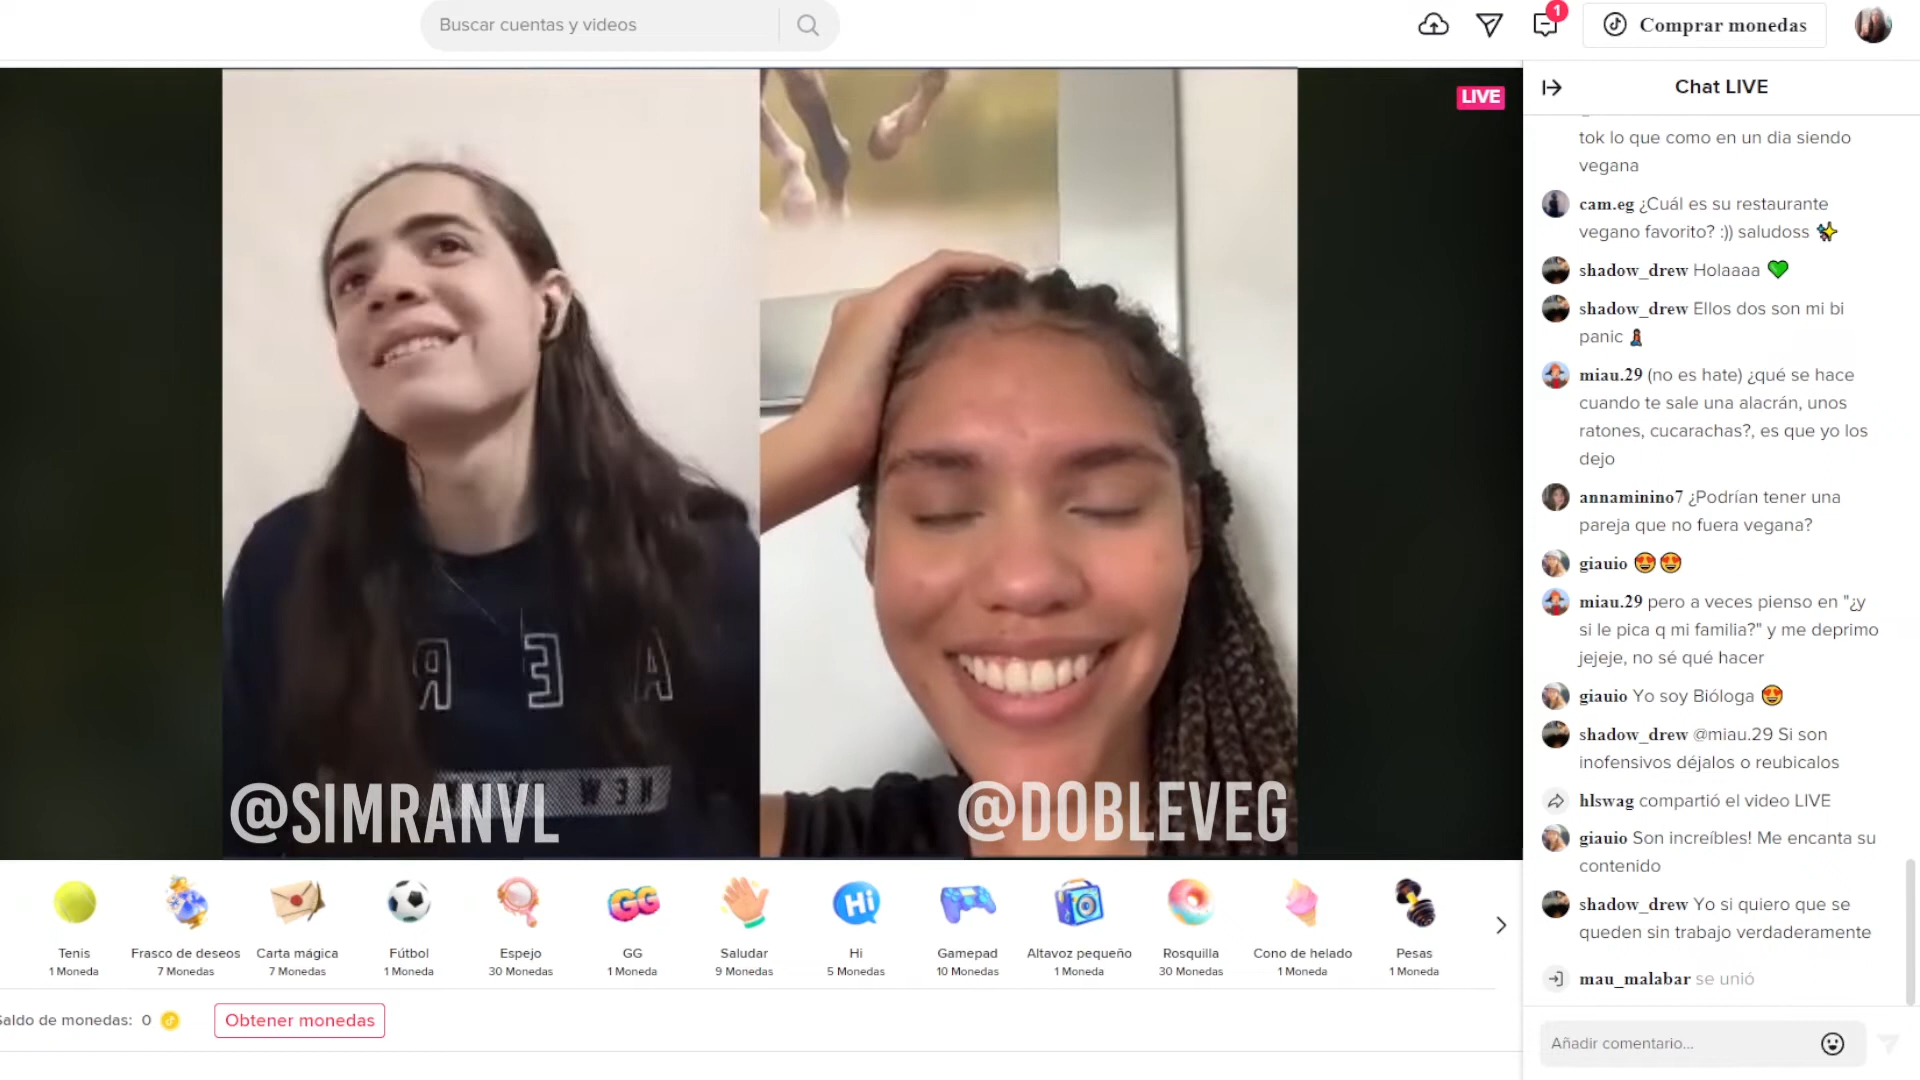 Buscar cuentas y videos
1
Comprar monedas
LIVE
Chat LIVE
tok lo que como en un dia siendo
vegana
cam.eg ¿Cuál es su restaurante
vegano favorito? :)) saludoss ✨
shadow_drew Holaaaa 💚
shadow_drew Ellos dos son mi bi
panic
miau.29 (no es hate) ¿qué se hace
cuando te sale una alacrán, unos
ratones, cucarachas?, es que yo los
dejo
annaminino7 ¿Podrían tener una
pareja que no fuera vegana?
giauio 😍😍
miau.29 pero a veces pienso en "¿y
si le pica q mi familia?" y me deprimo
jejeje, no sé qué hacer
giauio Yo soy Bióloga 😍
shadow_drew @miau.29 Si son
inofensivos déjalos o reubicalos
hlswag compartió el video LIVE
giauio Son increíbles! Me encanta su
contenido
shadow_drew Yo si quiero que se
queden sin trabajo verdaderamente
mau_malabar se unió
Añadir comentario...
A E R
NEW
@SIMRANVL
@DOBLEVEG
GG
Hi
Tenis
1 Moneda
Frasco de deseos
7 Monedas
Carta mágica
7 Monedas
Fútbol
1 Moneda
Espejo
30 Monedas
GG
1 Moneda
Saludar
9 Monedas
Hi
5 Monedas
Gamepad
10 Monedas
Altavoz pequeño
1 Moneda
Rosquilla
30 Monedas
Cono de helado
1 Moneda
Pesas
1 Moneda
Saldo de monedas: 0
Obtener monedas